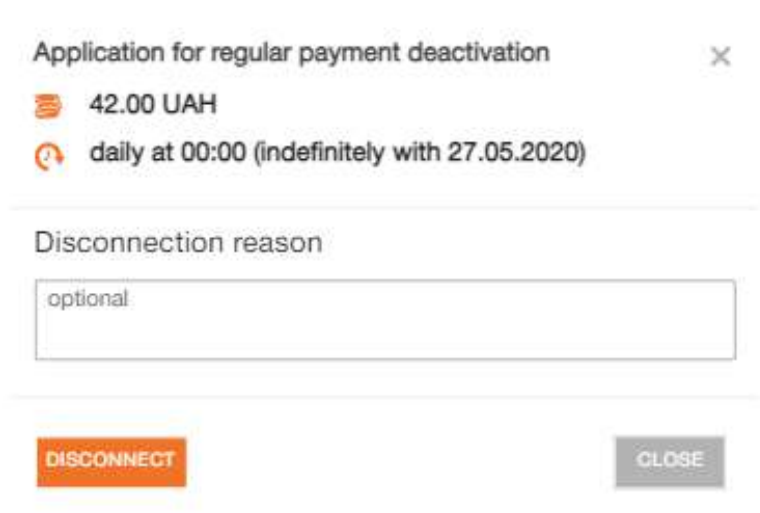 Application for regular payment deactivation
42.00 UAH
daily at 00:00 (indefinitely with 27.05.2020)
Disconnection reason
optional
DISCONNECT
CLOSE